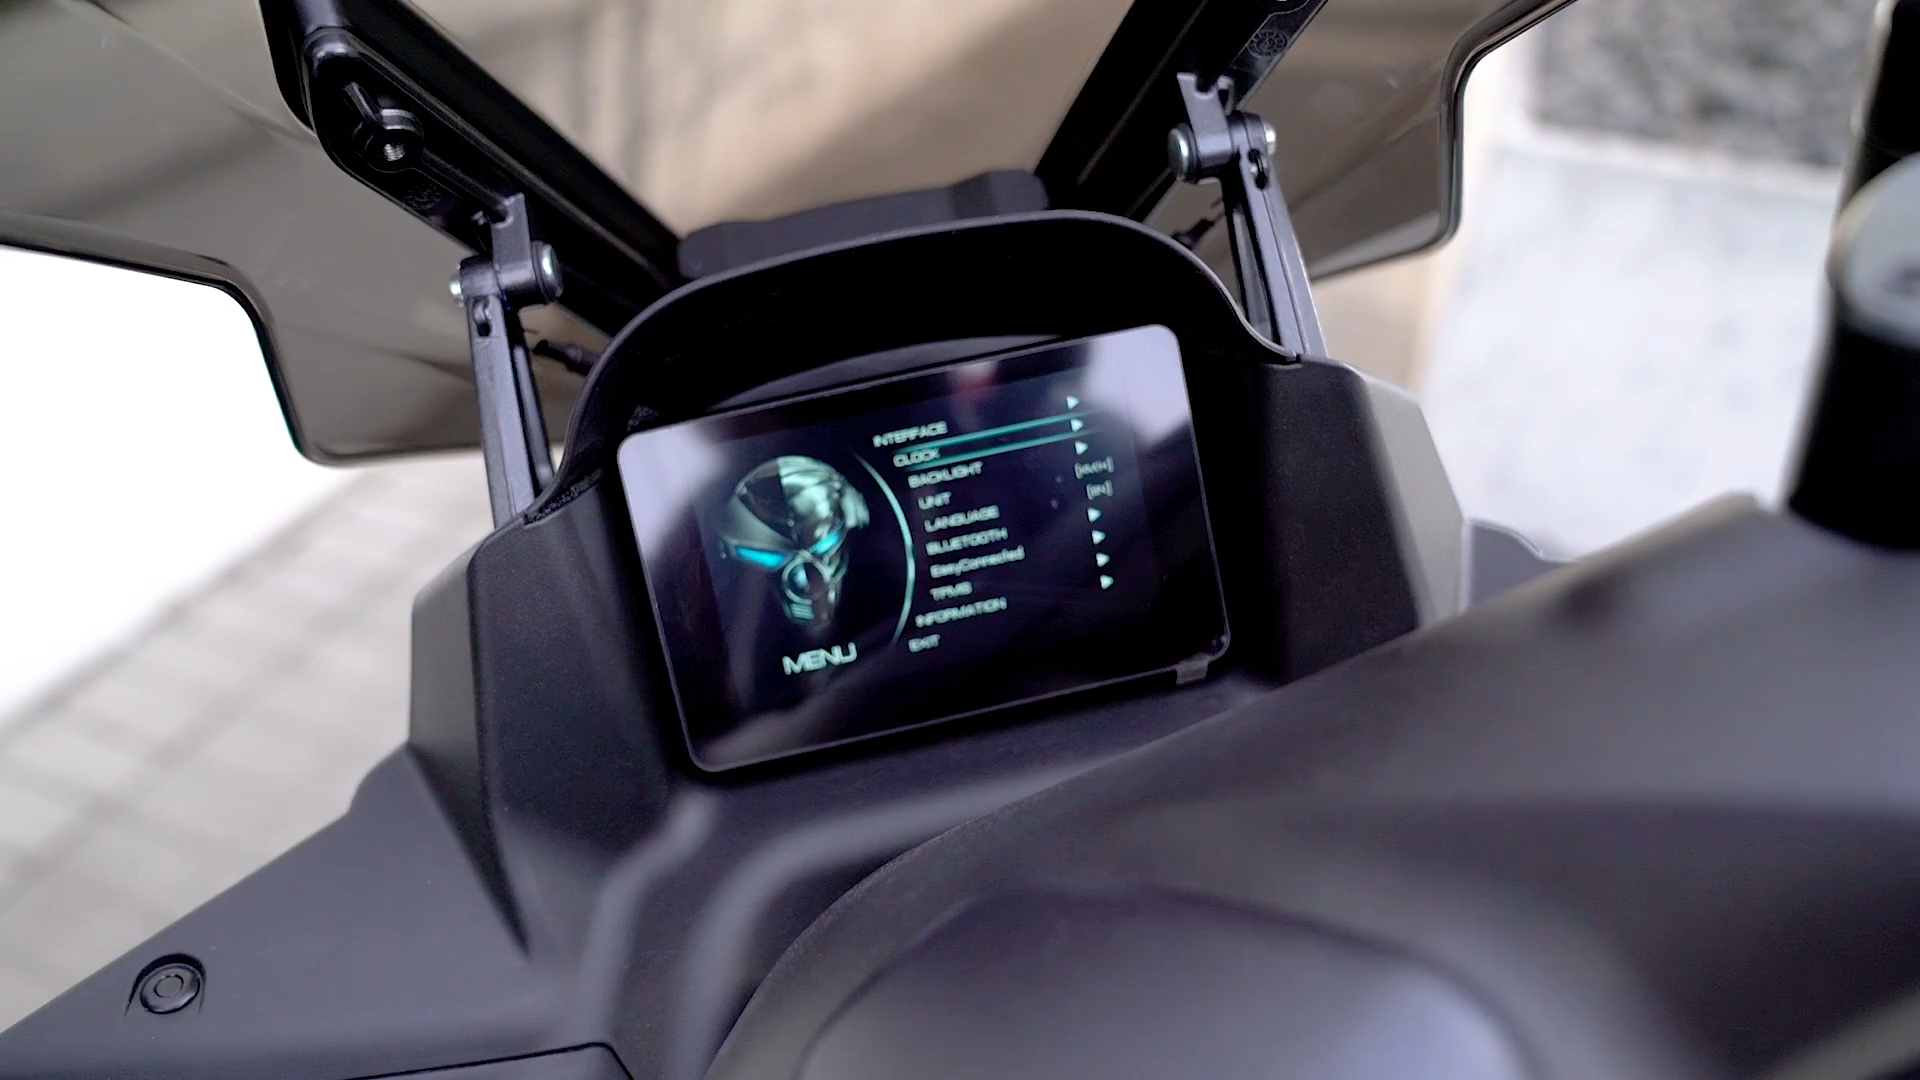 INTERFACE
CLOCK
BACKLIGHT
UNIT
LANGUAGE
BLUETOOTH
EasyConnected
TPMS
INFORMATION
EXIT
MENU